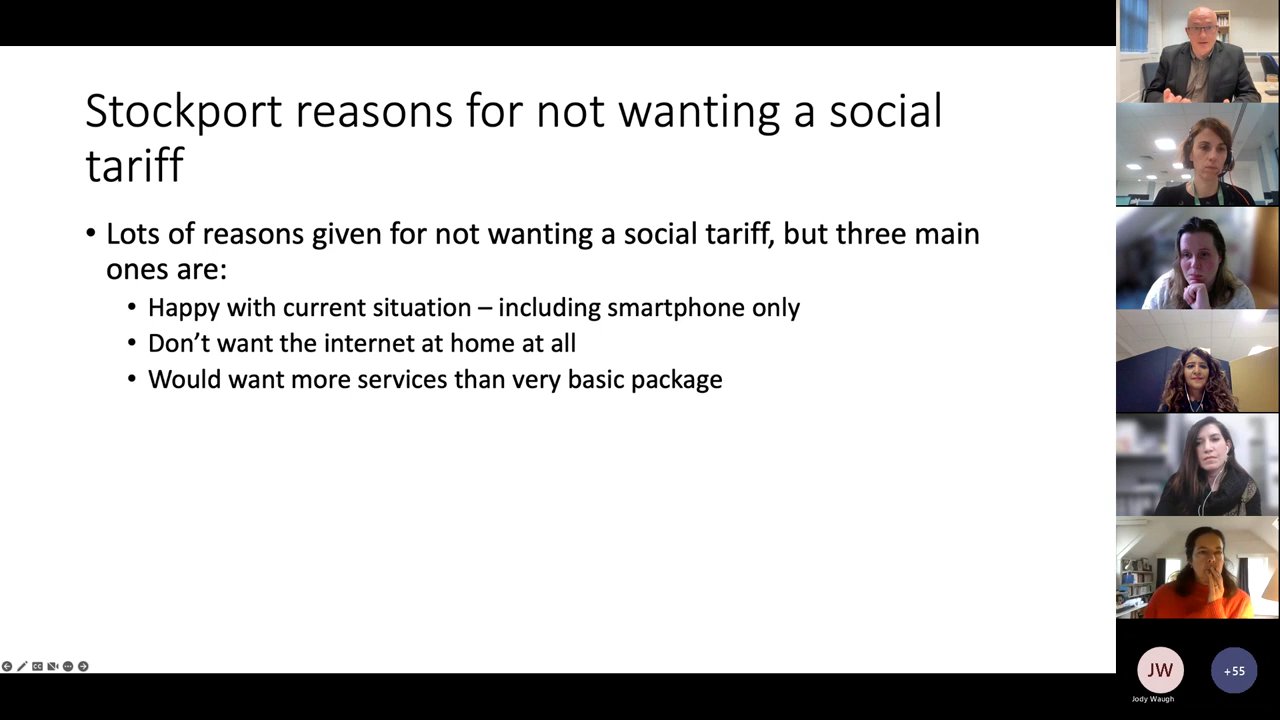 Stockport reasons for not wanting a social
tariff
• Lots of reasons given for not wanting a social tariff, but three main
ones are:
• Happy with current situation – including smartphone only
• Don’t want the internet at home at all
• Would want more services than very basic package
JW
+55
Jody Waugh